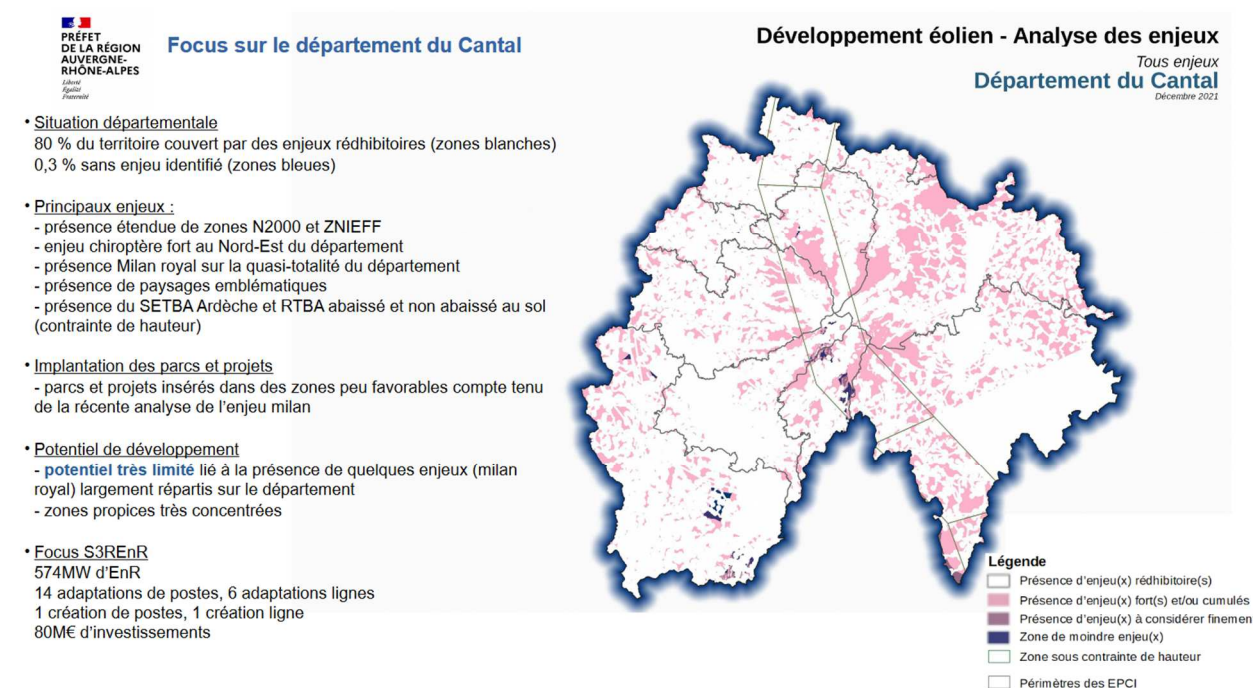 PRÉFET
DE LA RÉGION
AUVERGNE-
RHÔNE-ALPES
Liberté
Égalité
Fraternité
Focus sur le département du Cantal
Développement éolien - Analyse des enjeux
Tous enjeux
Département du Cantal
Décembre 2021
• Situation départementale
80 % du territoire couvert par des enjeux rédhibitoires (zones blanches)
0,3 % sans enjeu identifié (zones bleues)
• Principaux enjeux :
- présence étendue de zones N2000 et ZNIEFF
- enjeu chiroptère fort au Nord-Est du département
- présence Milan royal sur la quasi-totalité du département
- présence de paysages emblématiques
- présence du SETBA Ardèche et RTBA abaissé et non abaissé au sol
(contrainte de hauteur)
• Implantation des parcs et projets
- parcs et projets insérés dans des zones peu favorables compte tenu
de la récente analyse de l'enjeu milan
• Potentiel de développement
- potentiel très limité lié à la présence de quelques enjeux (milan
royal) largement répartis sur le département
- zones propices très concentrées
• Focus S3REnR
574MW d'EnR
14 adaptations de postes, 6 adaptations lignes
1 création de postes, 1 création ligne
80M€ d'investissements
Légende
Présence d'enjeu(x) rédhibitoire(s)
Présence d'enjeu(x) fort(s) et/ou cumulés
Présence d'enjeu(x) à considérer finemen
Zone de moindre enjeu(x)
Zone sous contrainte de hauteur
Périmètres des EPCI